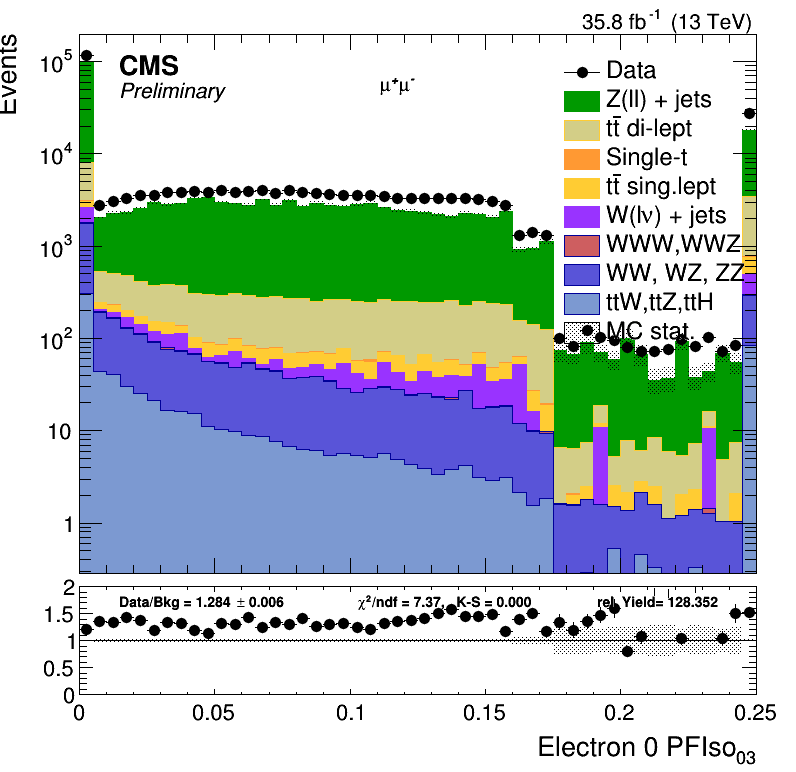 35.8 fb⁻¹ (13 TeV)
Events
CMS
Preliminary
μ⁺μ⁻
Data
Z(ll) + jets
tt̄ di-lept
Single-t
tt̄ sing.lept
W(lν) + jets
WWW,WWZ
WW, WZ, ZZ
ttW,ttZ,ttH
MC stat.
10⁵
10⁴
10³
10²
10
1
Data/Bkg = 1.284 ± 0.006
χ²/ndf = 7.37, K-S = 0.000
rel. Yield= 128.352
2
1.5
1
0.5
0
0 0.05 0.1 0.15 0.2 0.25
Electron 0 PFIso₀₃